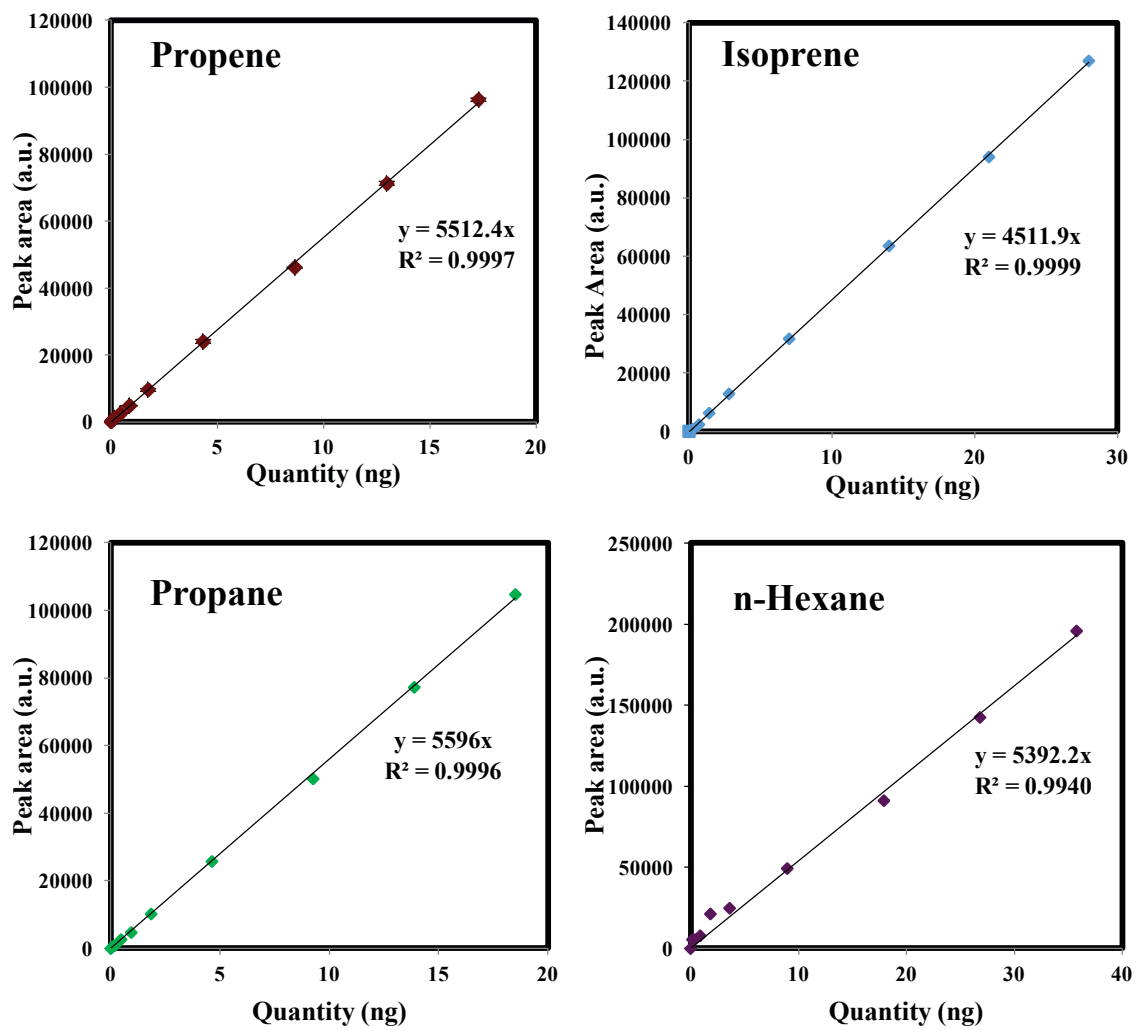 Propene
Peak area (a.u.)
120000
100000
80000
60000
40000
20000
0
y = 5512.4x
R² = 0.9997
0 5 10 15 20
Quantity (ng)
Isoprene
Peak Area (a.u.)
140000
120000
100000
80000
60000
40000
20000
0
y = 4511.9x
R² = 0.9999
0 10 20 30
Quantity (ng)
Propane
Peak area (a.u.)
120000
100000
80000
60000
40000
20000
0
y = 5596x
R² = 0.9996
0 5 10 15 20
Quantity (ng)
n-Hexane
Peak area (a.u.)
250000
200000
150000
100000
50000
0
y = 5392.2x
R² = 0.9940
0 10 20 30 40
Quantity (ng)